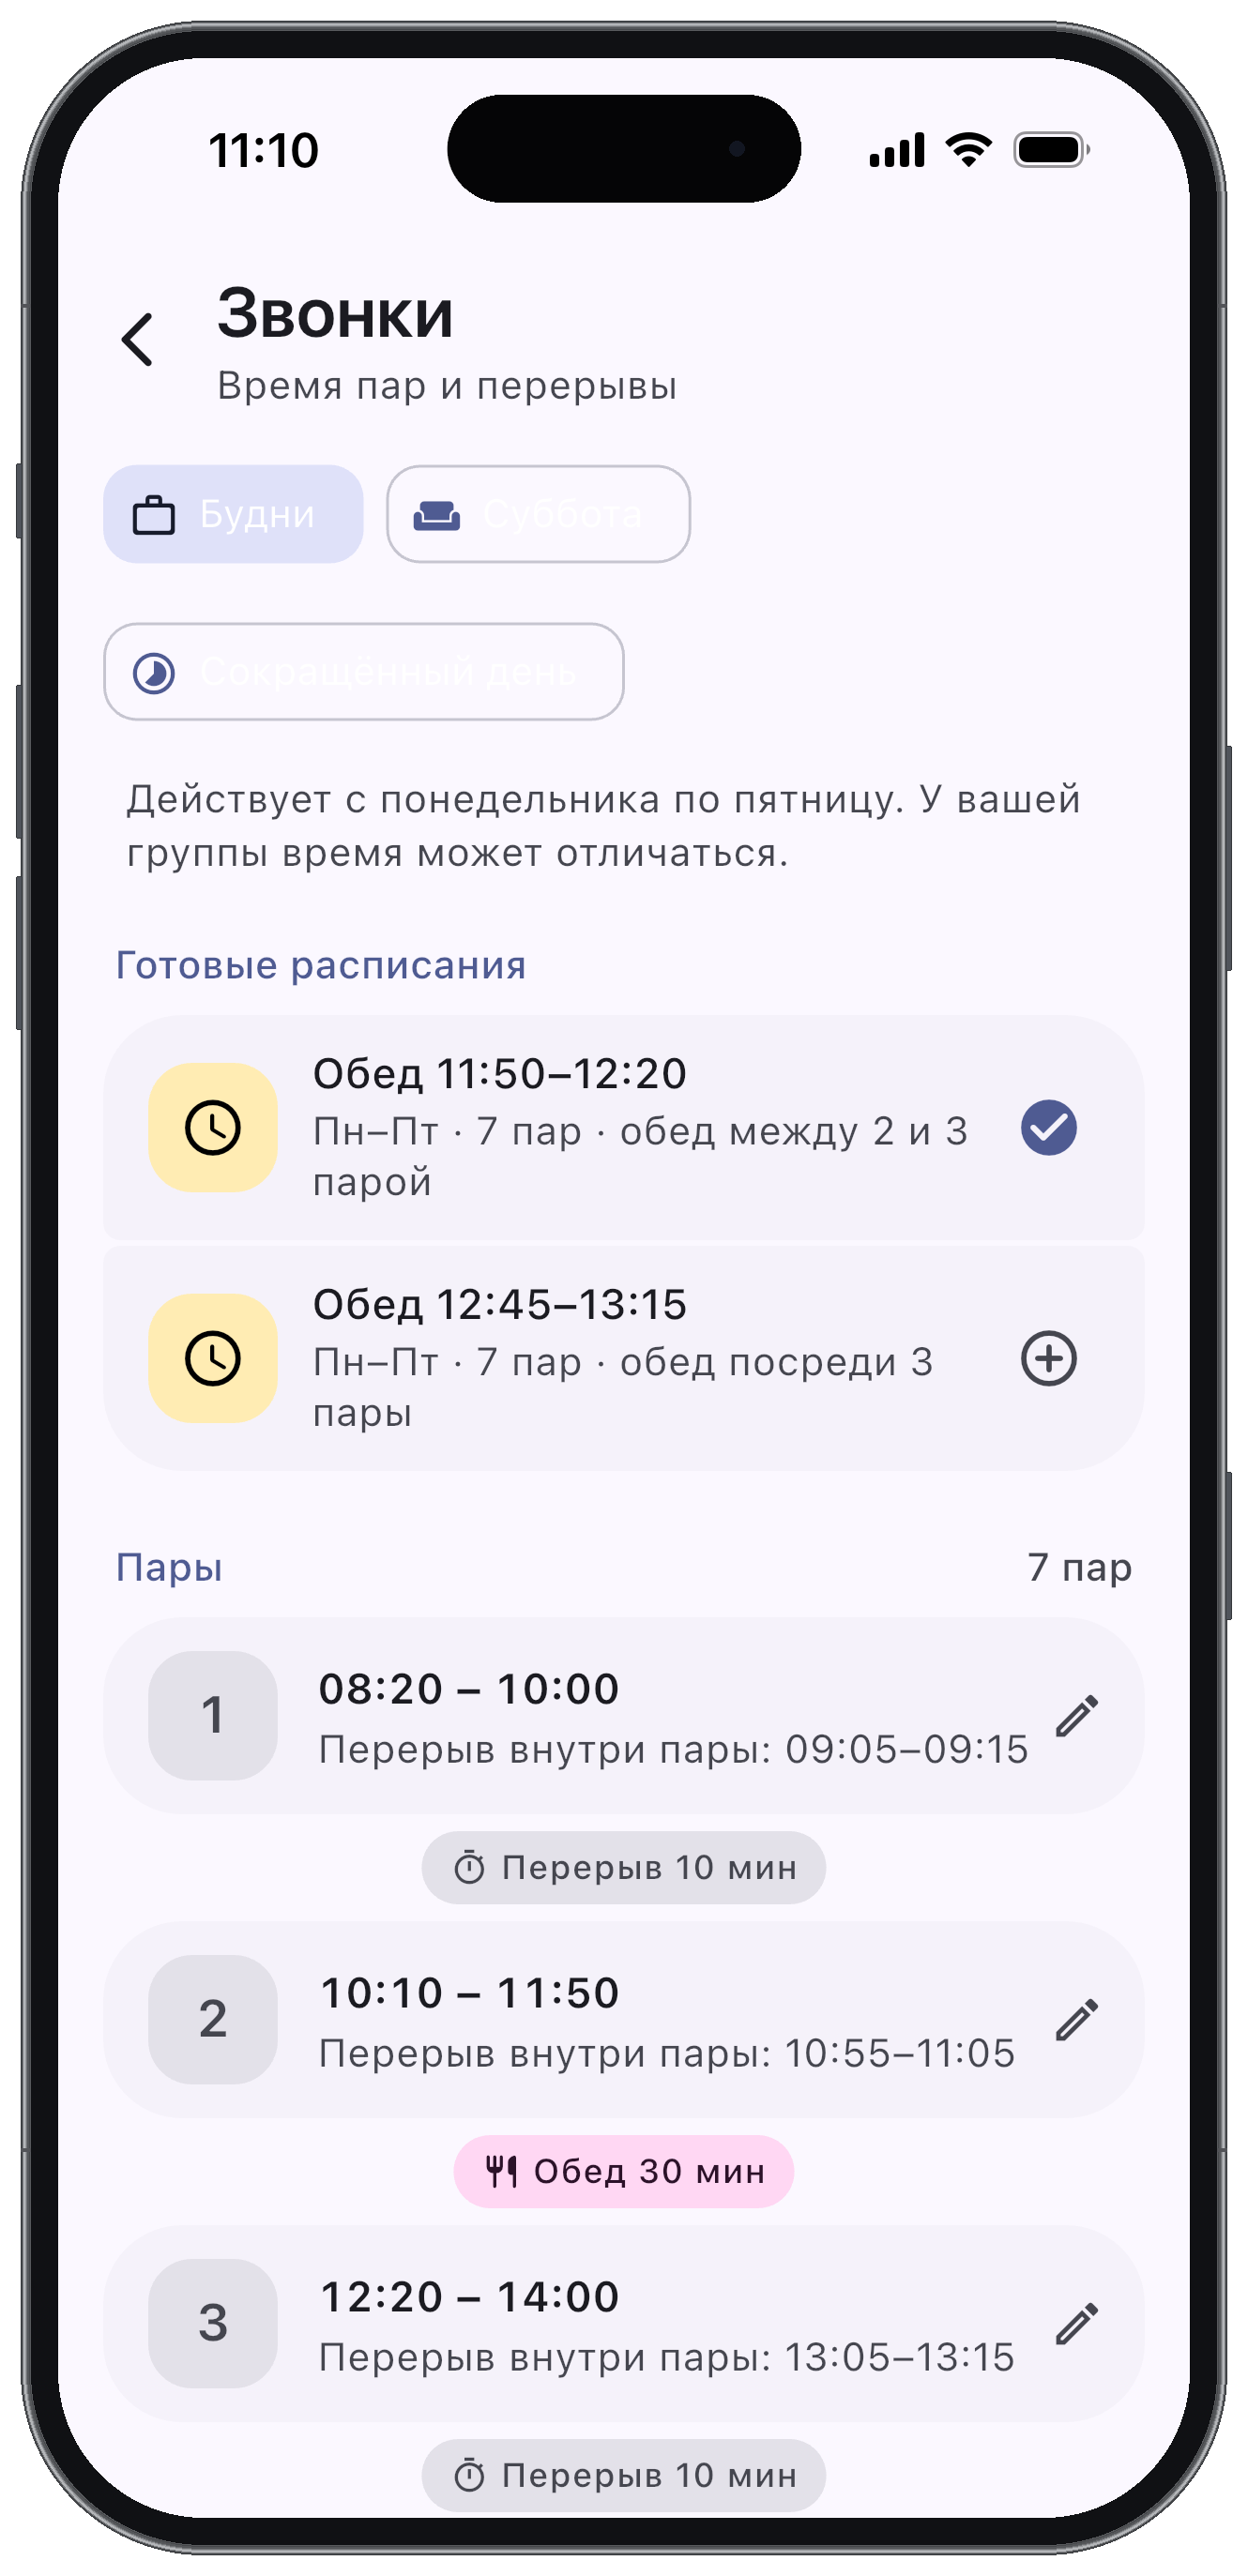 11:10
Звонки
Время пар и перерывы
Будни
Суббота
Сокращённый день
Действует с понедельника по пятницу. У вашей
группы время может отличаться.
Готовые расписания
Обед 11:50–12:20
Пн–Пт · 7 пар · обед между 2 и 3
парой
Обед 12:45–13:15
Пн–Пт · 7 пар · обед посреди 3
пары
Пары
7 пар
1
08:20 – 10:00
Перерыв внутри пары: 09:05–09:15
Перерыв 10 мин
2
10:10 – 11:50
Перерыв внутри пары: 10:55–11:05
Обед 30 мин
3
12:20 – 14:00
Перерыв внутри пары: 13:05–13:15
Перерыв 10 мин